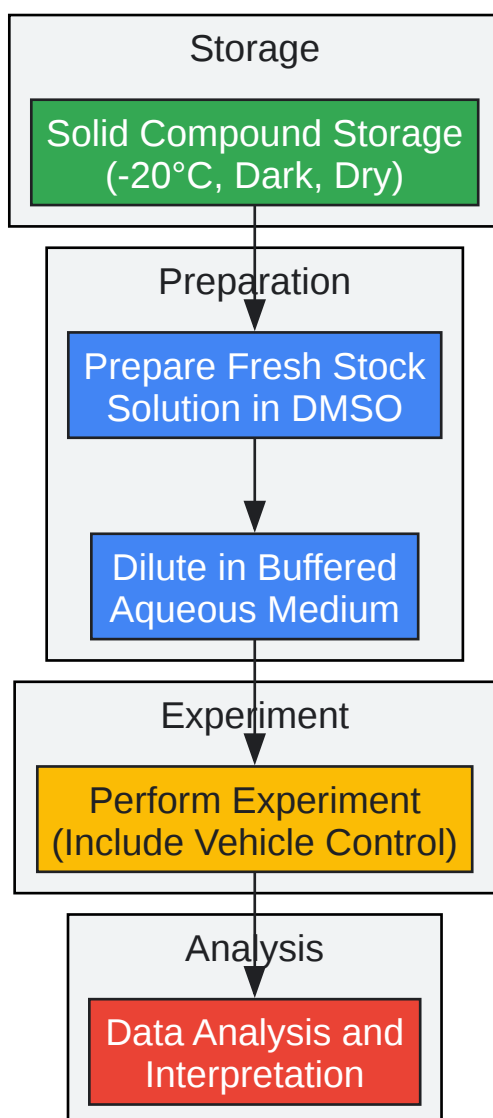 Storage
Solid Compound Storage
(-20°C, Dark, Dry)
Preparation
Prepare Fresh Stock
Solution in DMSO
Dilute in Buffered
Aqueous Medium
Experiment
Perform Experiment
(Include Vehicle Control)
Analysis
Data Analysis and
Interpretation